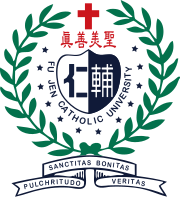 眞善美聖
FU JEN CATHOLIC UNIVERSITY
仁輔
SANCTITAS BONITAS
PULCHRITUDO VERITAS